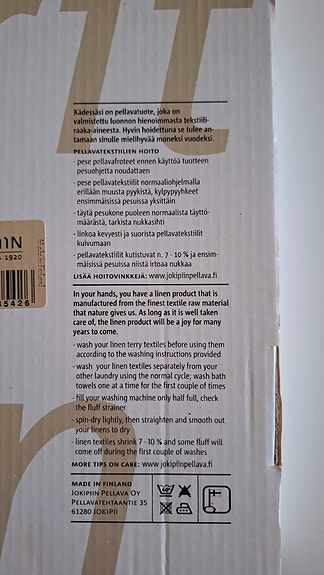 Kädessäsi on pellavatuote, joka on
valmistettu luonnon hienoimmasta tekstiili-
raaka-aineesta. Hyvin hoidettuna se tulee an-
tamaan sinulle mielihyvää moneksi vuodeksi.
PELLAVATEKSTIILIEN HOITO
- pese pellavafroteet ennen käyttöä tuotteen
pesuohjetta noudattaen
- pese pellavatekstiilit normaaliohjelmalla
erillään muusta pyykistä, kylpypyyhkeet
ensimmäisissä pesuissa yksittäin
- täytä pesukone puoleen normaalista täyttö-
määrästä, tarkista nukkasihti
- linkoa kevyesti ja suorista pellavatekstiilit
kuivumaan
- pellavatekstiilit kutistuvat n. 7 - 10 % ja ensim-
mäisissä pesuissa niistä irtoaa nukkaa
LISÄÄ HOITOVINKKEJÄ: www.jokipiinpellava.fi
In your hands, you have a linen product that is
manufactured from the finest textile raw material
that nature gives us. As long as it is well taken
care of, the linen product will be a joy for many
years to come.
- wash your linen terry textiles before using them
according to the washing instructions provided
- wash your linen textiles separately from your
other laundry using the normal cycle; wash bath
towels one at a time for the first couple of times
- fill your washing machine only half full, check
the fluff strainer
- spin-dry lightly, then straighten and smooth out
your linens to dry
- linen textiles shrink 7 - 10 % and some fluff will
come off during the first couple of washes
MORE TIPS ON CARE: www.jokipiinpellava.fi
MADE IN FINLAND
JOKIPIIN PELLAVA OY
PELLAVATEHTAANTIE 35
61280 JOKIPII
1920
5426